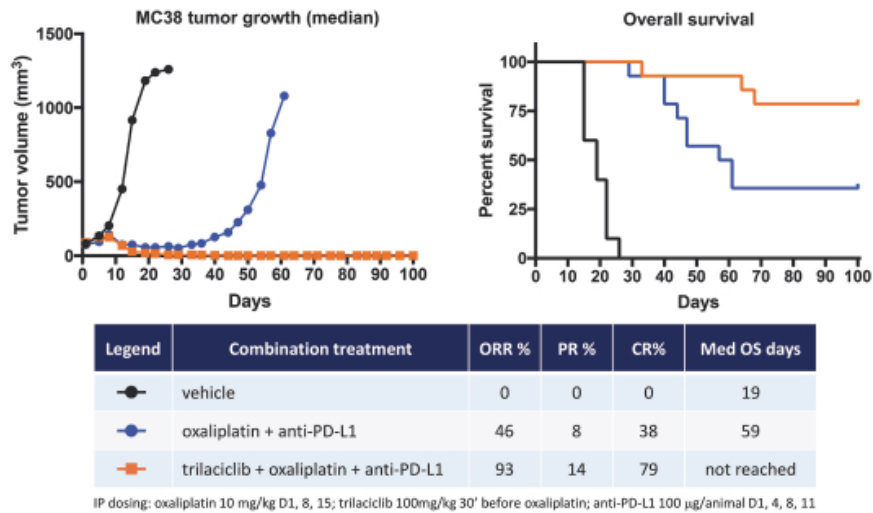 MC38 tumor growth (median)
Tumor volume (mm³)
1500
1000
500
0
0 10 20 30 40 50 60 70 80 90 100
Days
Overall survival
Percent survival
100
75
50
25
0
0 10 20 30 40 50 60 70 80 90 100
Days
Legend Combination treatment ORR % PR % CR% Med OS days
vehicle 0 0 0 19
oxaliplatin + anti-PD-L1 46 8 38 59
trilaciclib + oxaliplatin + anti-PD-L1 93 14 79 not reached
IP dosing: oxaliplatin 10 mg/kg D1, 8, 15; trilaciclib 100mg/kg 30′ before oxaliplatin; anti-PD-L1 100 μg/animal D1, 4, 8, 11